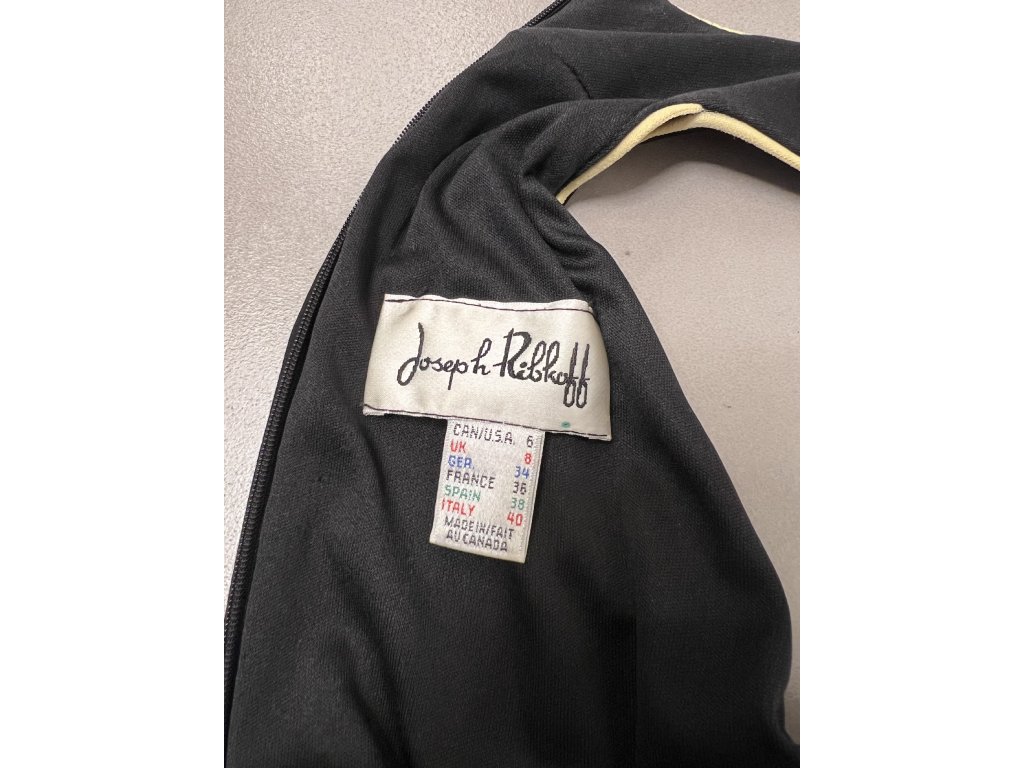 Joseph Ribkoff
CAN/U.S.A. 6
UK 8
GER. 34
FRANCE 36
SPAIN 38
ITALY 40
MADE IN/FAIT
AU CANADA